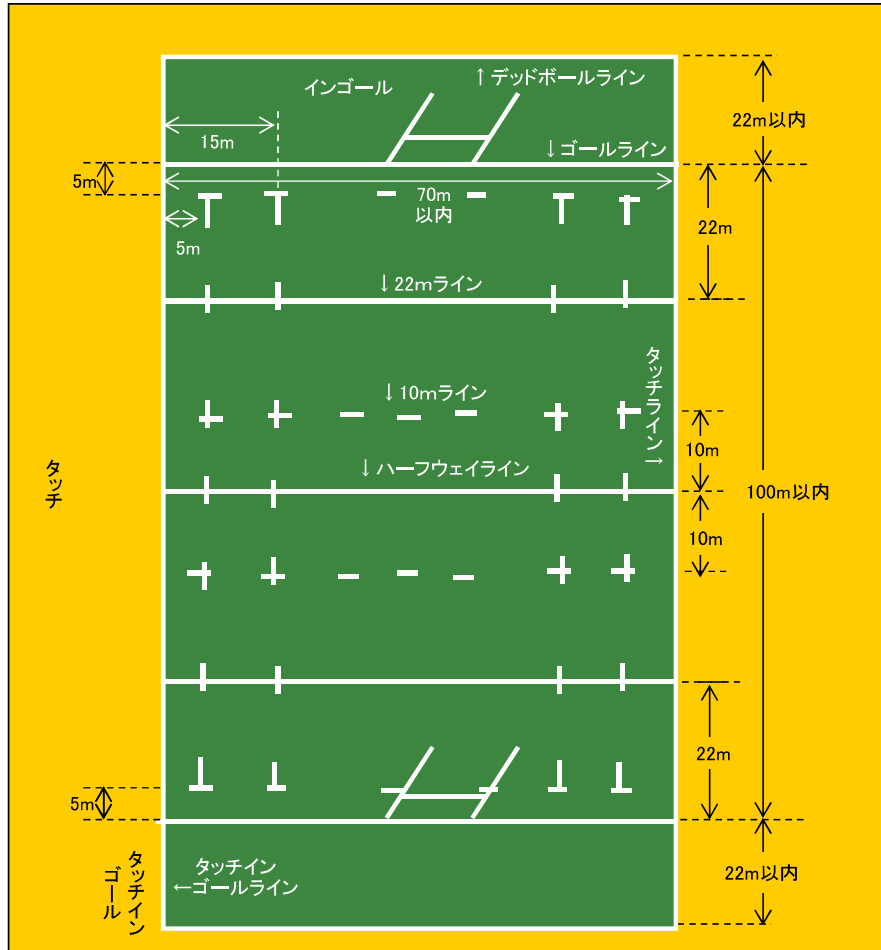 インゴール
↑デッドボールライン
22m以内
15m
↓ゴールライン
5m
70m
以内
5m
22m
↓22mライン
タッチライン→
↓10mライン
10m
タッチ
↓ハーフウェイライン
100m以内
10m
22m
5m
タッチイン
ゴール
タッチイン
←ゴールライン
22m以内